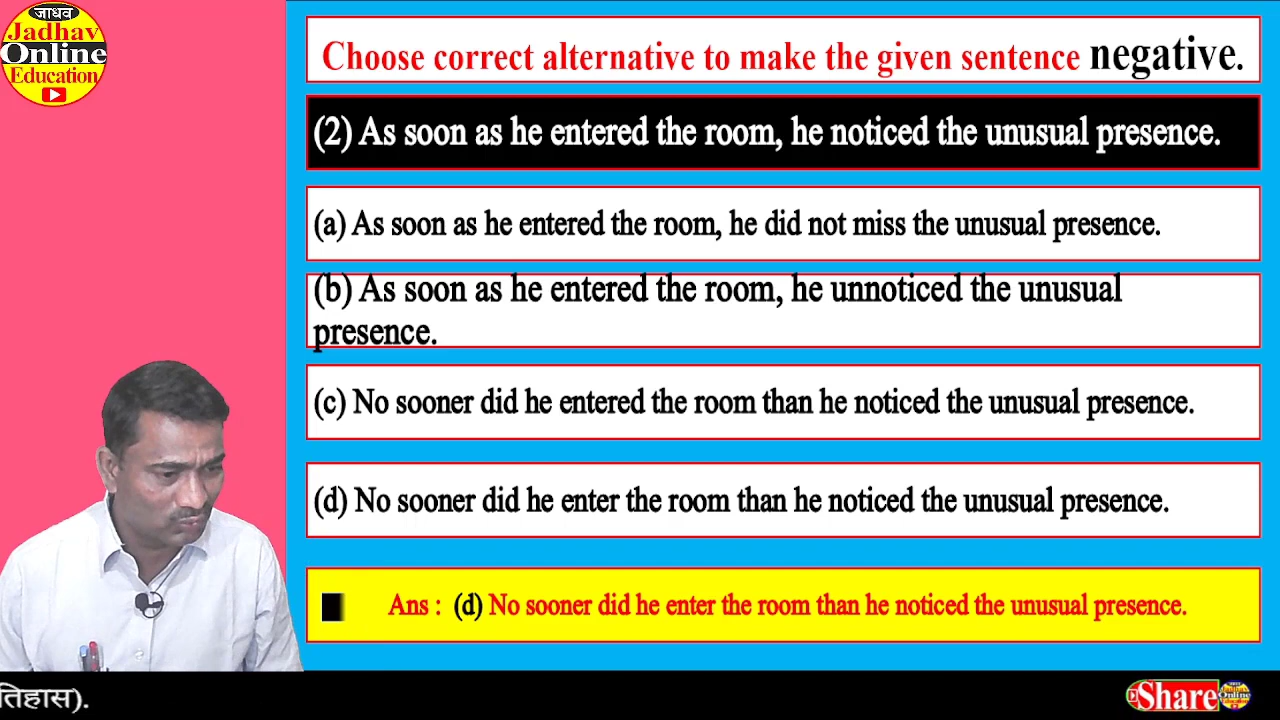 जाधव
Jadhav
Online
Education
Choose correct alternative to make the given sentence negative.
(2) As soon as he entered the room, he noticed the unusual presence.
(a) As soon as he entered the room, he did not miss the unusual presence.
(b) As soon as he entered the room, he unnoticed the unusual
presence.
(c) No sooner did he entered the room than he noticed the unusual presence.
(d) No sooner did he enter the room than he noticed the unusual presence.
Ans : (d) No sooner did he enter the room than he noticed the unusual presence.
तिहास).
Share
Jadhav
Online
Education